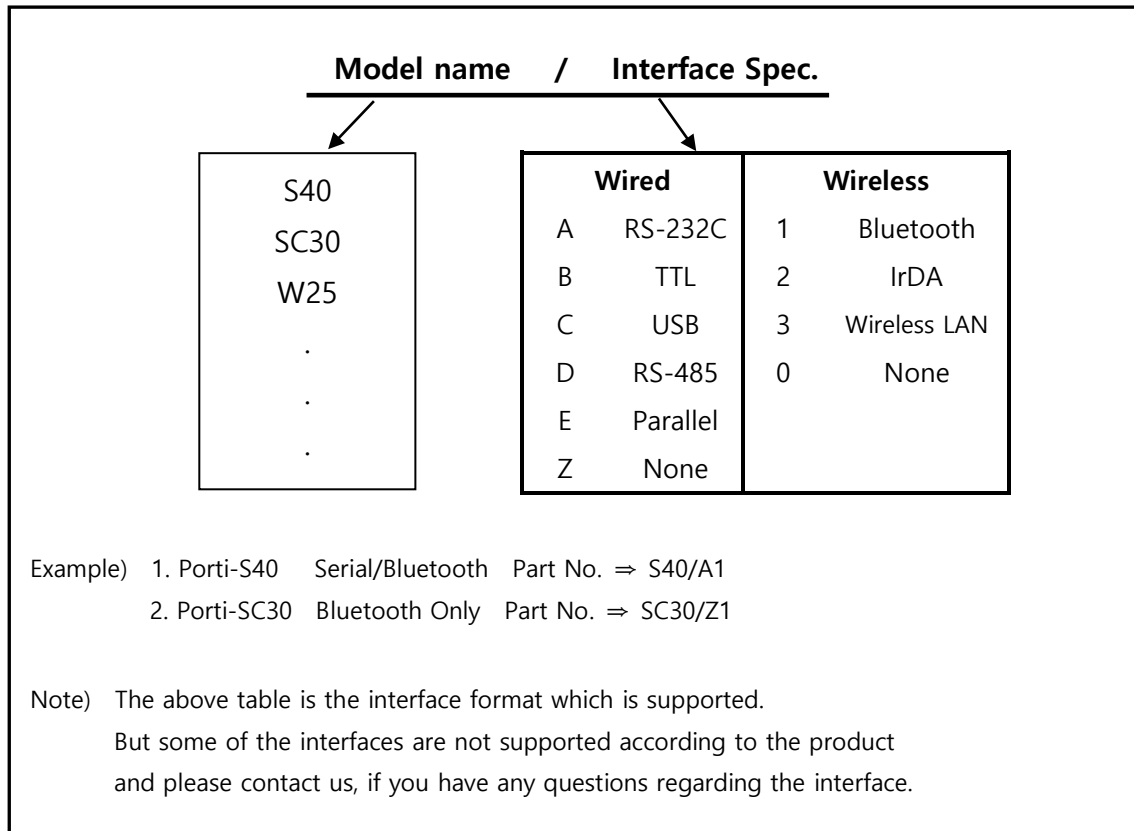 Model name / Interface Spec.
S40
SC30
W25
.
.
.
Wired Wireless
A RS-232C 1 Bluetooth
B TTL 2 IrDA
C USB 3 Wireless LAN
D RS-485 0 None
E Parallel
Z None
Example) 1. Porti-S40 Serial/Bluetooth Part No. ⇒ S40/A1
2. Porti-SC30 Bluetooth Only Part No. ⇒ SC30/Z1
Note) The above table is the interface format which is supported.
But some of the interfaces are not supported according to the product
and please contact us, if you have any questions regarding the interface.